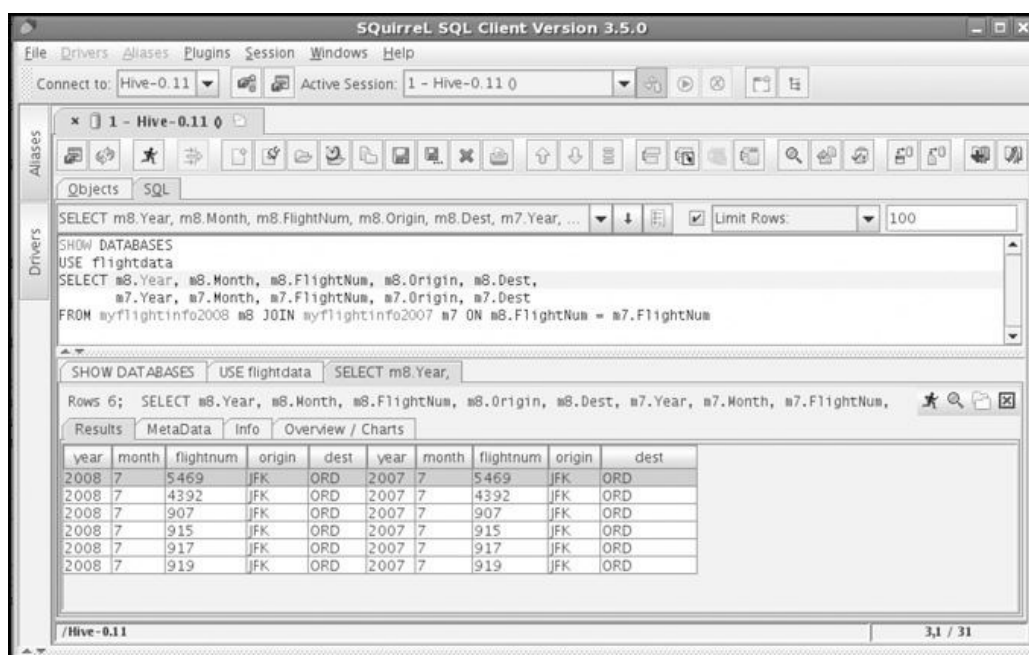 SQuirreL SQL Client Version 3.5.0
File Drivers Aliases Plugins Session Windows Help
Connect to: Hive-0.11 Active Session: 1 - Hive-0.11 ()
1 - Hive-0.11 ()
Aliases
Drivers
Objects SQL
SELECT m8.Year, m8.Month, m8.FlightNum, m8.Origin, m8.Dest, m7.Year, ... Limit Rows: 100
SHOW DATABASES
USE flightdata
SELECT m8.Year, m8.Month, m8.FlightNum, m8.Origin, m8.Dest,
m7.Year, m7.Month, m7.FlightNum, m7.Origin, m7.Dest
FROM myflightinfo2008 m8 JOIN myflightinfo2007 m7 ON m8.FlightNum = m7.FlightNum
SHOW DATABASES USE flightdata SELECT m8.Year,
Rows 6; SELECT m8.Year, m8.Month, m8.FlightNum, m8.Origin, m8.Dest, m7.Year, m7.Month, m7.FlightNum,
Results MetaData Info Overview / Charts
year month flightnum origin dest year month flightnum origin dest
2008 7 5469 JFK ORD 2007 7 5469 JFK ORD
2008 7 4392 JFK ORD 2007 7 4392 JFK ORD
2008 7 907 JFK ORD 2007 7 907 JFK ORD
2008 7 915 JFK ORD 2007 7 915 JFK ORD
2008 7 917 JFK ORD 2007 7 917 JFK ORD
2008 7 919 JFK ORD 2007 7 919 JFK ORD
/Hive-0.11 3,1 / 31